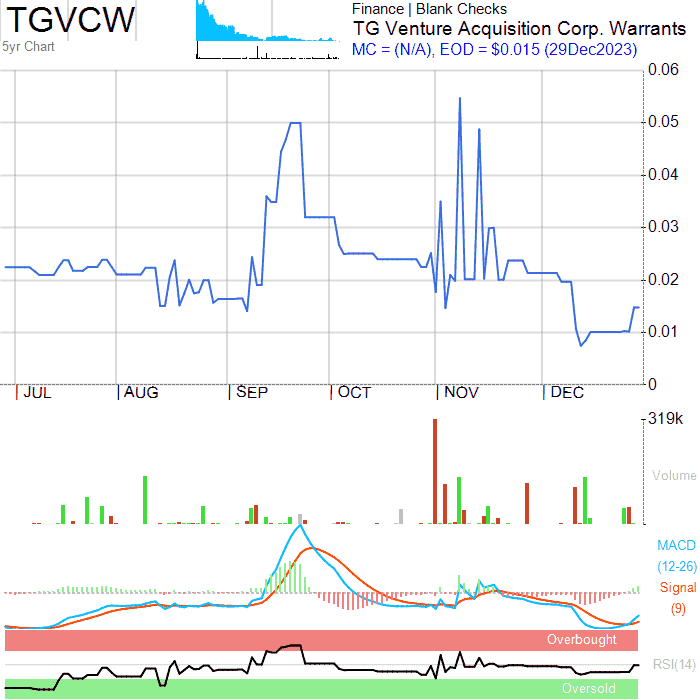 TGVCW
5yr Chart
Finance | Blank Checks
TG Venture Acquisition Corp. Warrants
MC = (N/A), EOD = $0.015 (29Dec2023)
0.06
0.05
0.04
0.03
0.02
0.01
0
JUL AUG SEP OCT NOV DEC
319k
Volume
MACD
(12-26)
Signal
(9)
Overbought
RSI(14)
Oversold